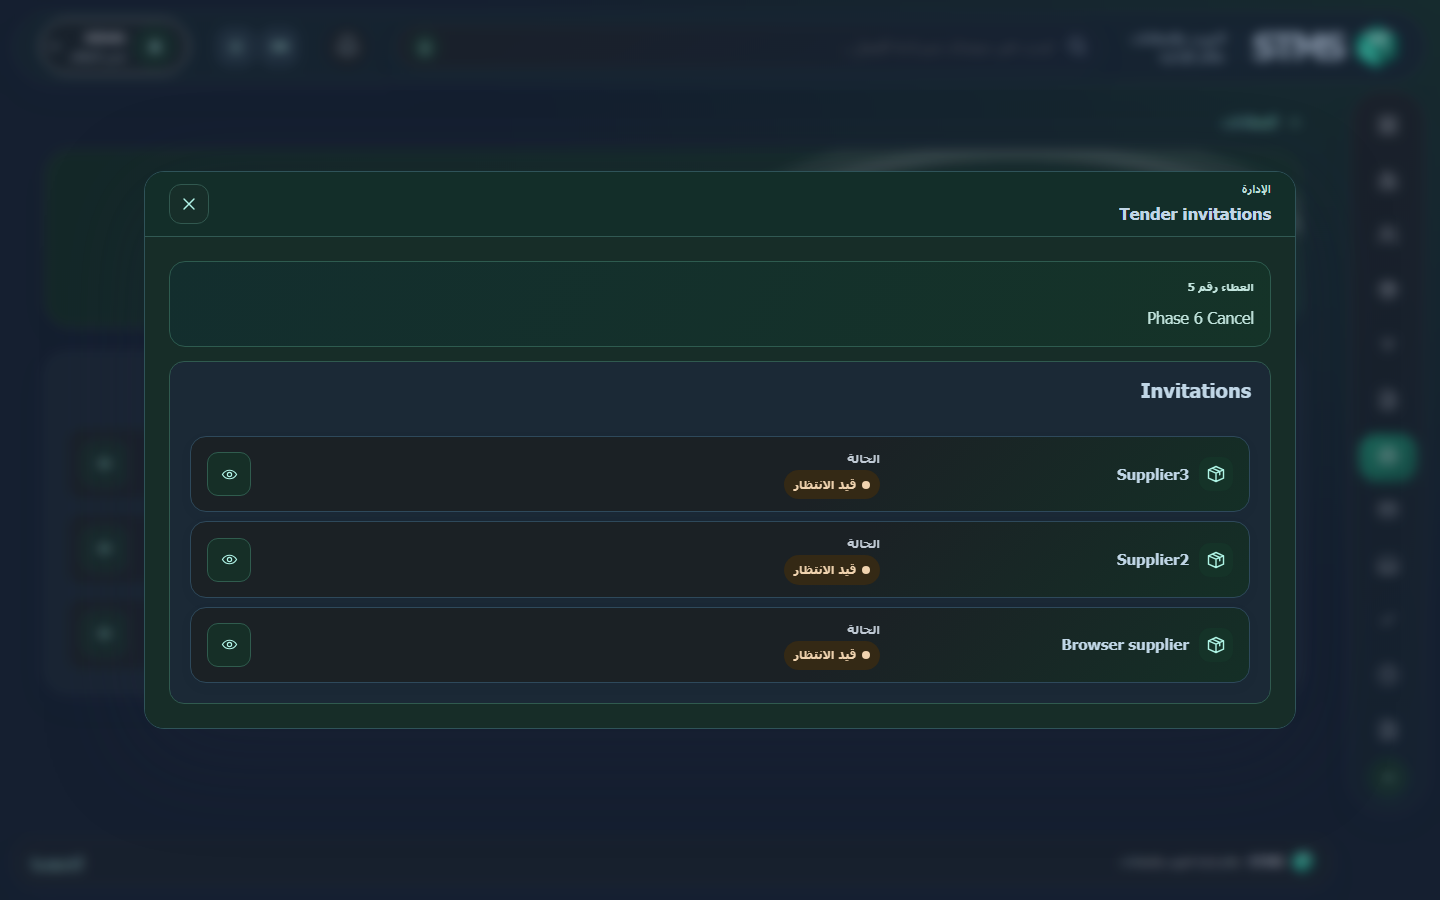 STMS
الإدارة
Tender invitations
العطاء رقم 5
Phase 6 Cancel
Invitations
Supplier3
الحالة
قيد الانتظار
Supplier2
الحالة
قيد الانتظار
Browser supplier
الحالة
قيد الانتظار